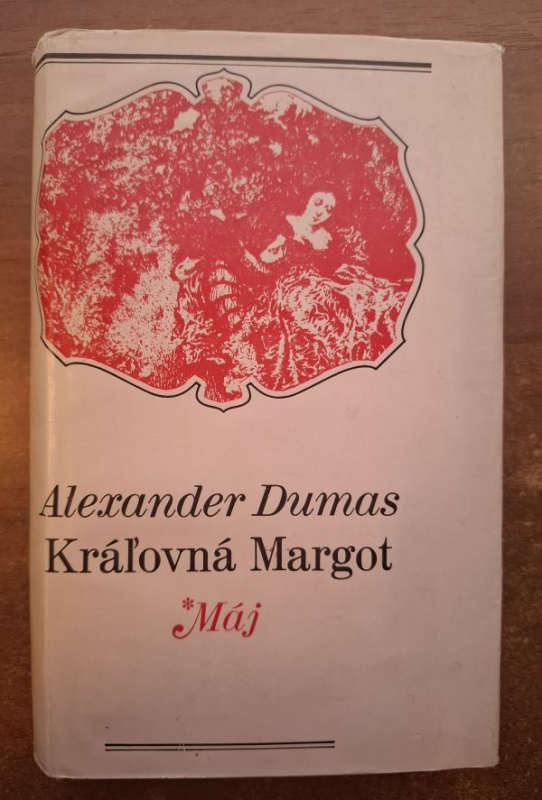 Alexander Dumas
Kráľovná Margot
*Máj